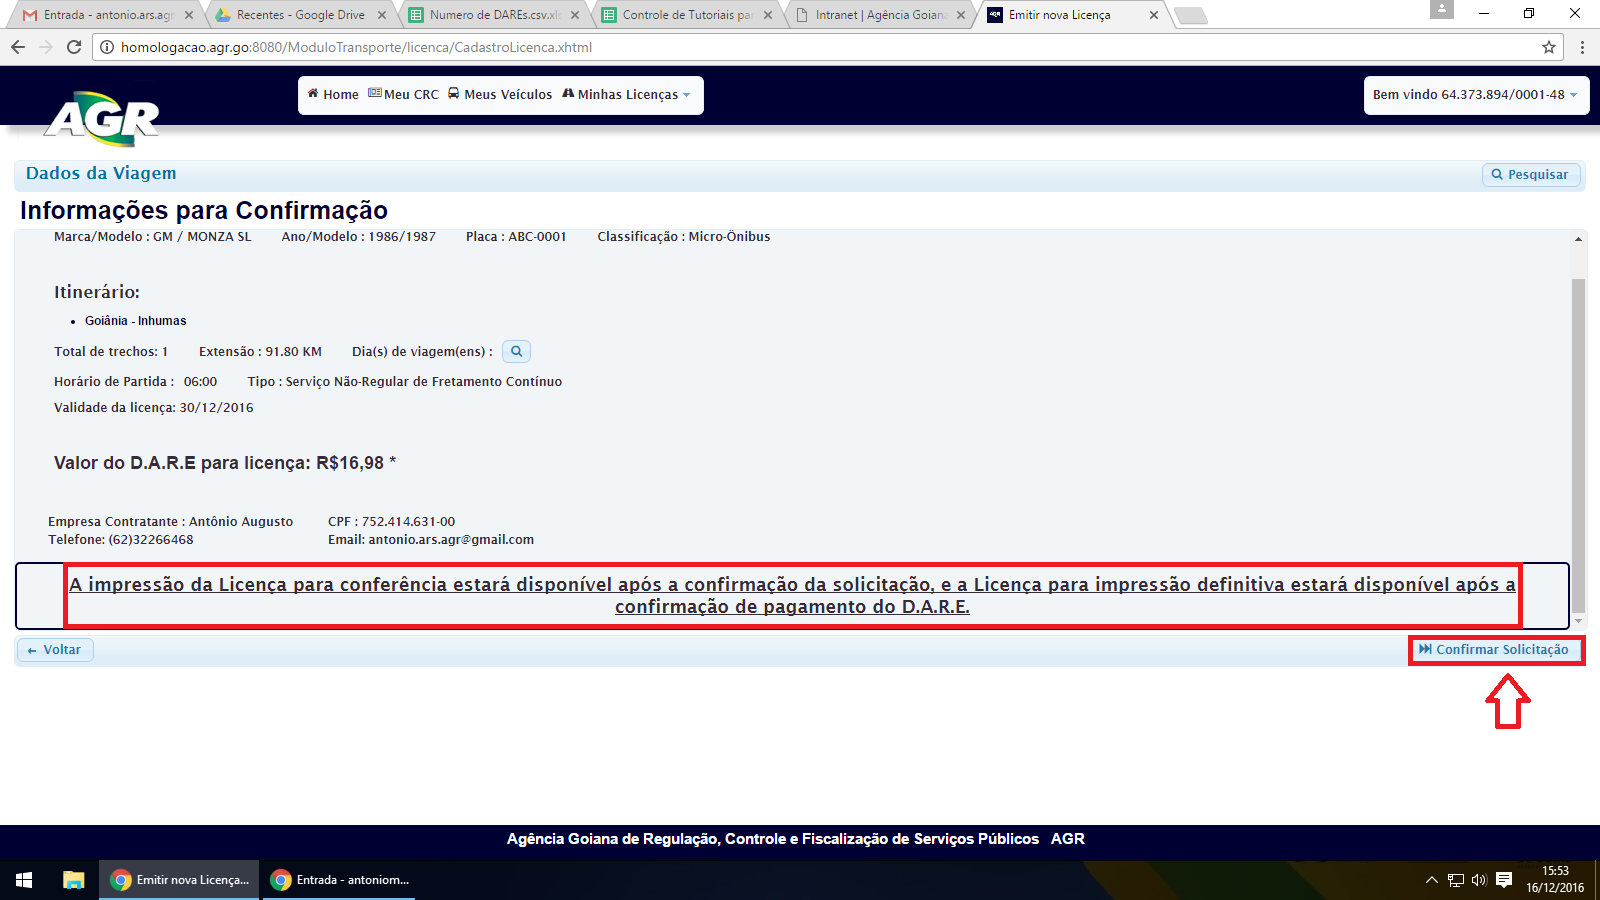 Entrada - antonio.ars.agr
Recentes - Google Drive
Numero de DAREs.csv.xls
Controle de Tutoriais par
Intranet | Agência Goiana
Emitir nova Licença
homologacao.agr.go:8080/ModuloTransporte/licenca/CadastroLicenca.xhtml
AGR
Home Meu CRC Meus Veículos Minhas Licenças
Bem vindo 64.373.894/0001-48
Dados da Viagem
Pesquisar
Informações para Confirmação
Marca/Modelo : GM / MONZA SL Ano/Modelo : 1986/1987 Placa : ABC-0001 Classificação : Micro-Ônibus
Itinerário:
Goiânia - Inhumas
Total de trechos: 1 Extensão : 91.80 KM Dia(s) de viagem(ens) :
Horário de Partida : 06:00 Tipo : Serviço Não-Regular de Fretamento Contínuo
Validade da licença: 30/12/2016
Valor do D.A.R.E para licença: R$16,98 *
Empresa Contratante : Antônio Augusto CPF : 752.414.631-00
Telefone: (62)32266468 Email: antonio.ars.agr@gmail.com
A impressão da Licença para conferência estará disponível após a confirmação da solicitação, e a Licença para impressão definitiva estará disponível após a
confirmação de pagamento do D.A.R.E.
Voltar
Confirmar Solicitação
Agência Goiana de Regulação, Controle e Fiscalização de Serviços Públicos AGR
Emitir nova Licença...
Entrada - antoniom...
15:53
16/12/2016